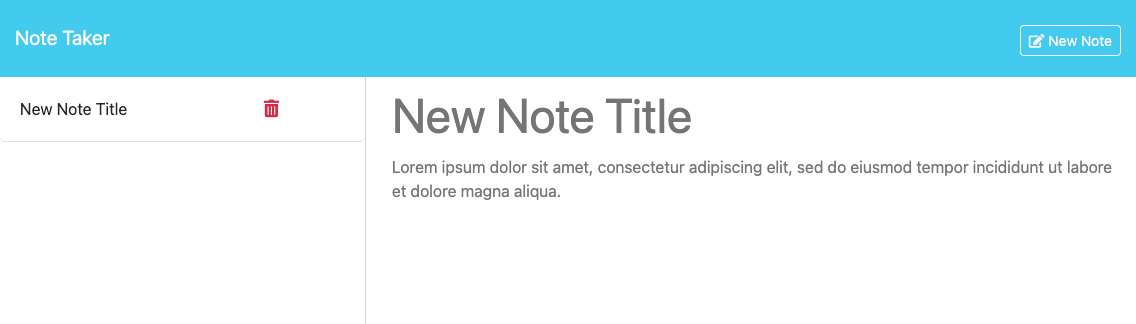 Note Taker
New Note
New Note Title
New Note Title
Lorem ipsum dolor sit amet, consectetur adipiscing elit, sed do eiusmod tempor incididunt ut labore
et dolore magna aliqua.